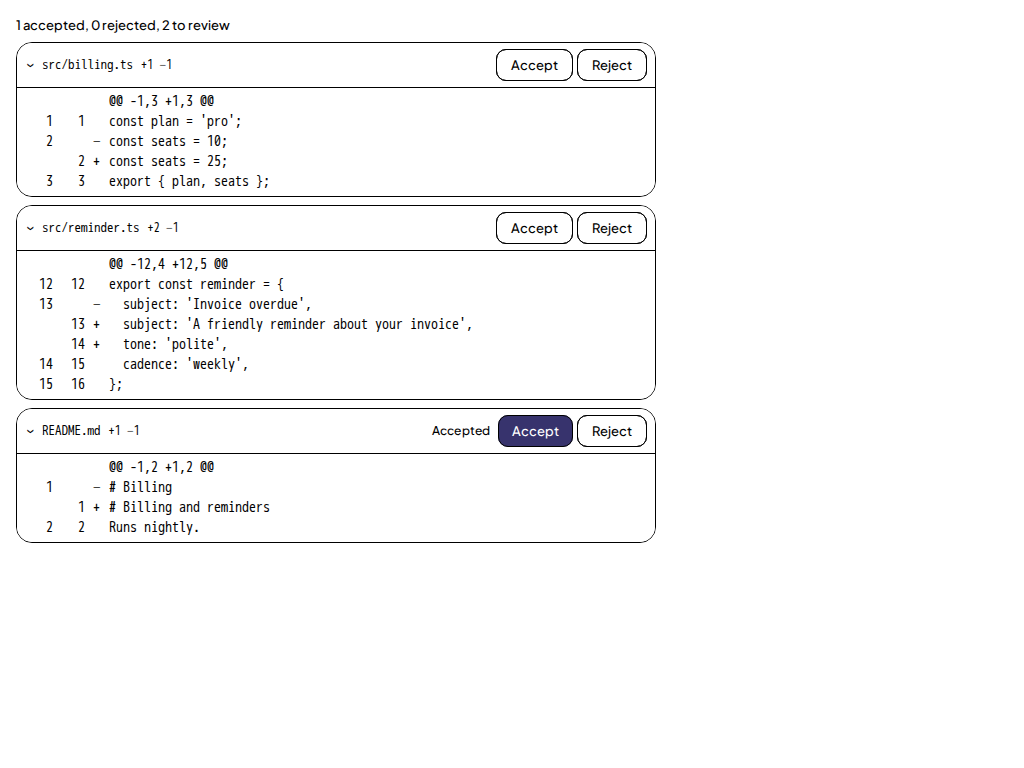 1 accepted, 0 rejected, 2 to review
src/billing.ts +1 −1 Accept Reject
@@ -1,3 +1,3 @@
1 1 const plan = 'pro';
2 − const seats = 10;
2 + const seats = 25;
3 3 export { plan, seats };
src/reminder.ts +2 −1 Accept Reject
@@ -12,4 +12,5 @@
12 12 export const reminder = {
13 − subject: 'Invoice overdue',
13 + subject: 'A friendly reminder about your invoice',
14 + tone: 'polite',
14 15 cadence: 'weekly',
15 16 };
README.md +1 −1 Accepted Accept Reject
@@ -1,2 +1,2 @@
1 − # Billing
1 + # Billing and reminders
2 2 Runs nightly.